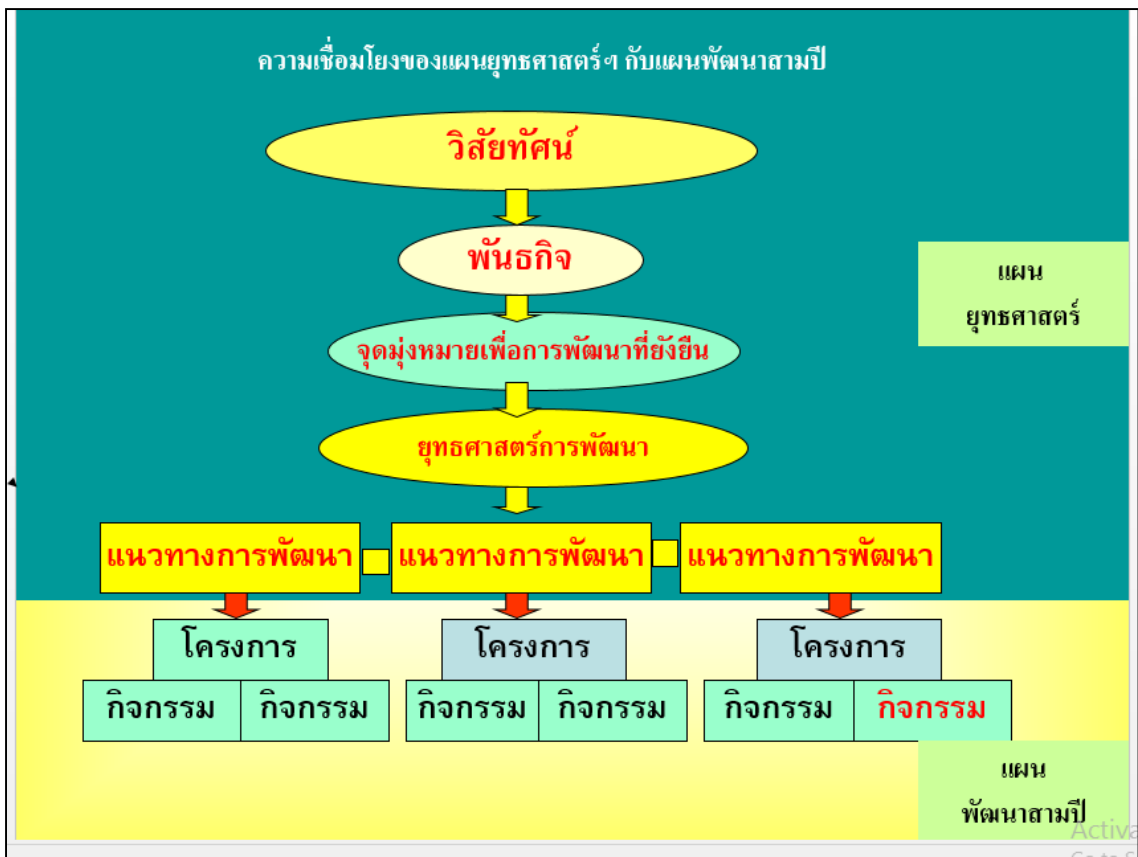 ความเชื่อมโยงของแผนยุทธศาสตร์ฯ กับแผนพัฒนาสามปี
วิสัยทัศน์
พันธกิจ
แผน
ยุทธศาสตร์
จุดมุ่งหมายเพื่อการพัฒนาที่ยั่งยืน
ยุทธศาสตร์การพัฒนา
แนวทางการพัฒนา แนวทางการพัฒนา แนวทางการพัฒนา
โครงการ โครงการ โครงการ
กิจกรรม กิจกรรม กิจกรรม กิจกรรม กิจกรรม กิจกรรม
แผน
พัฒนาสามปี
Activa